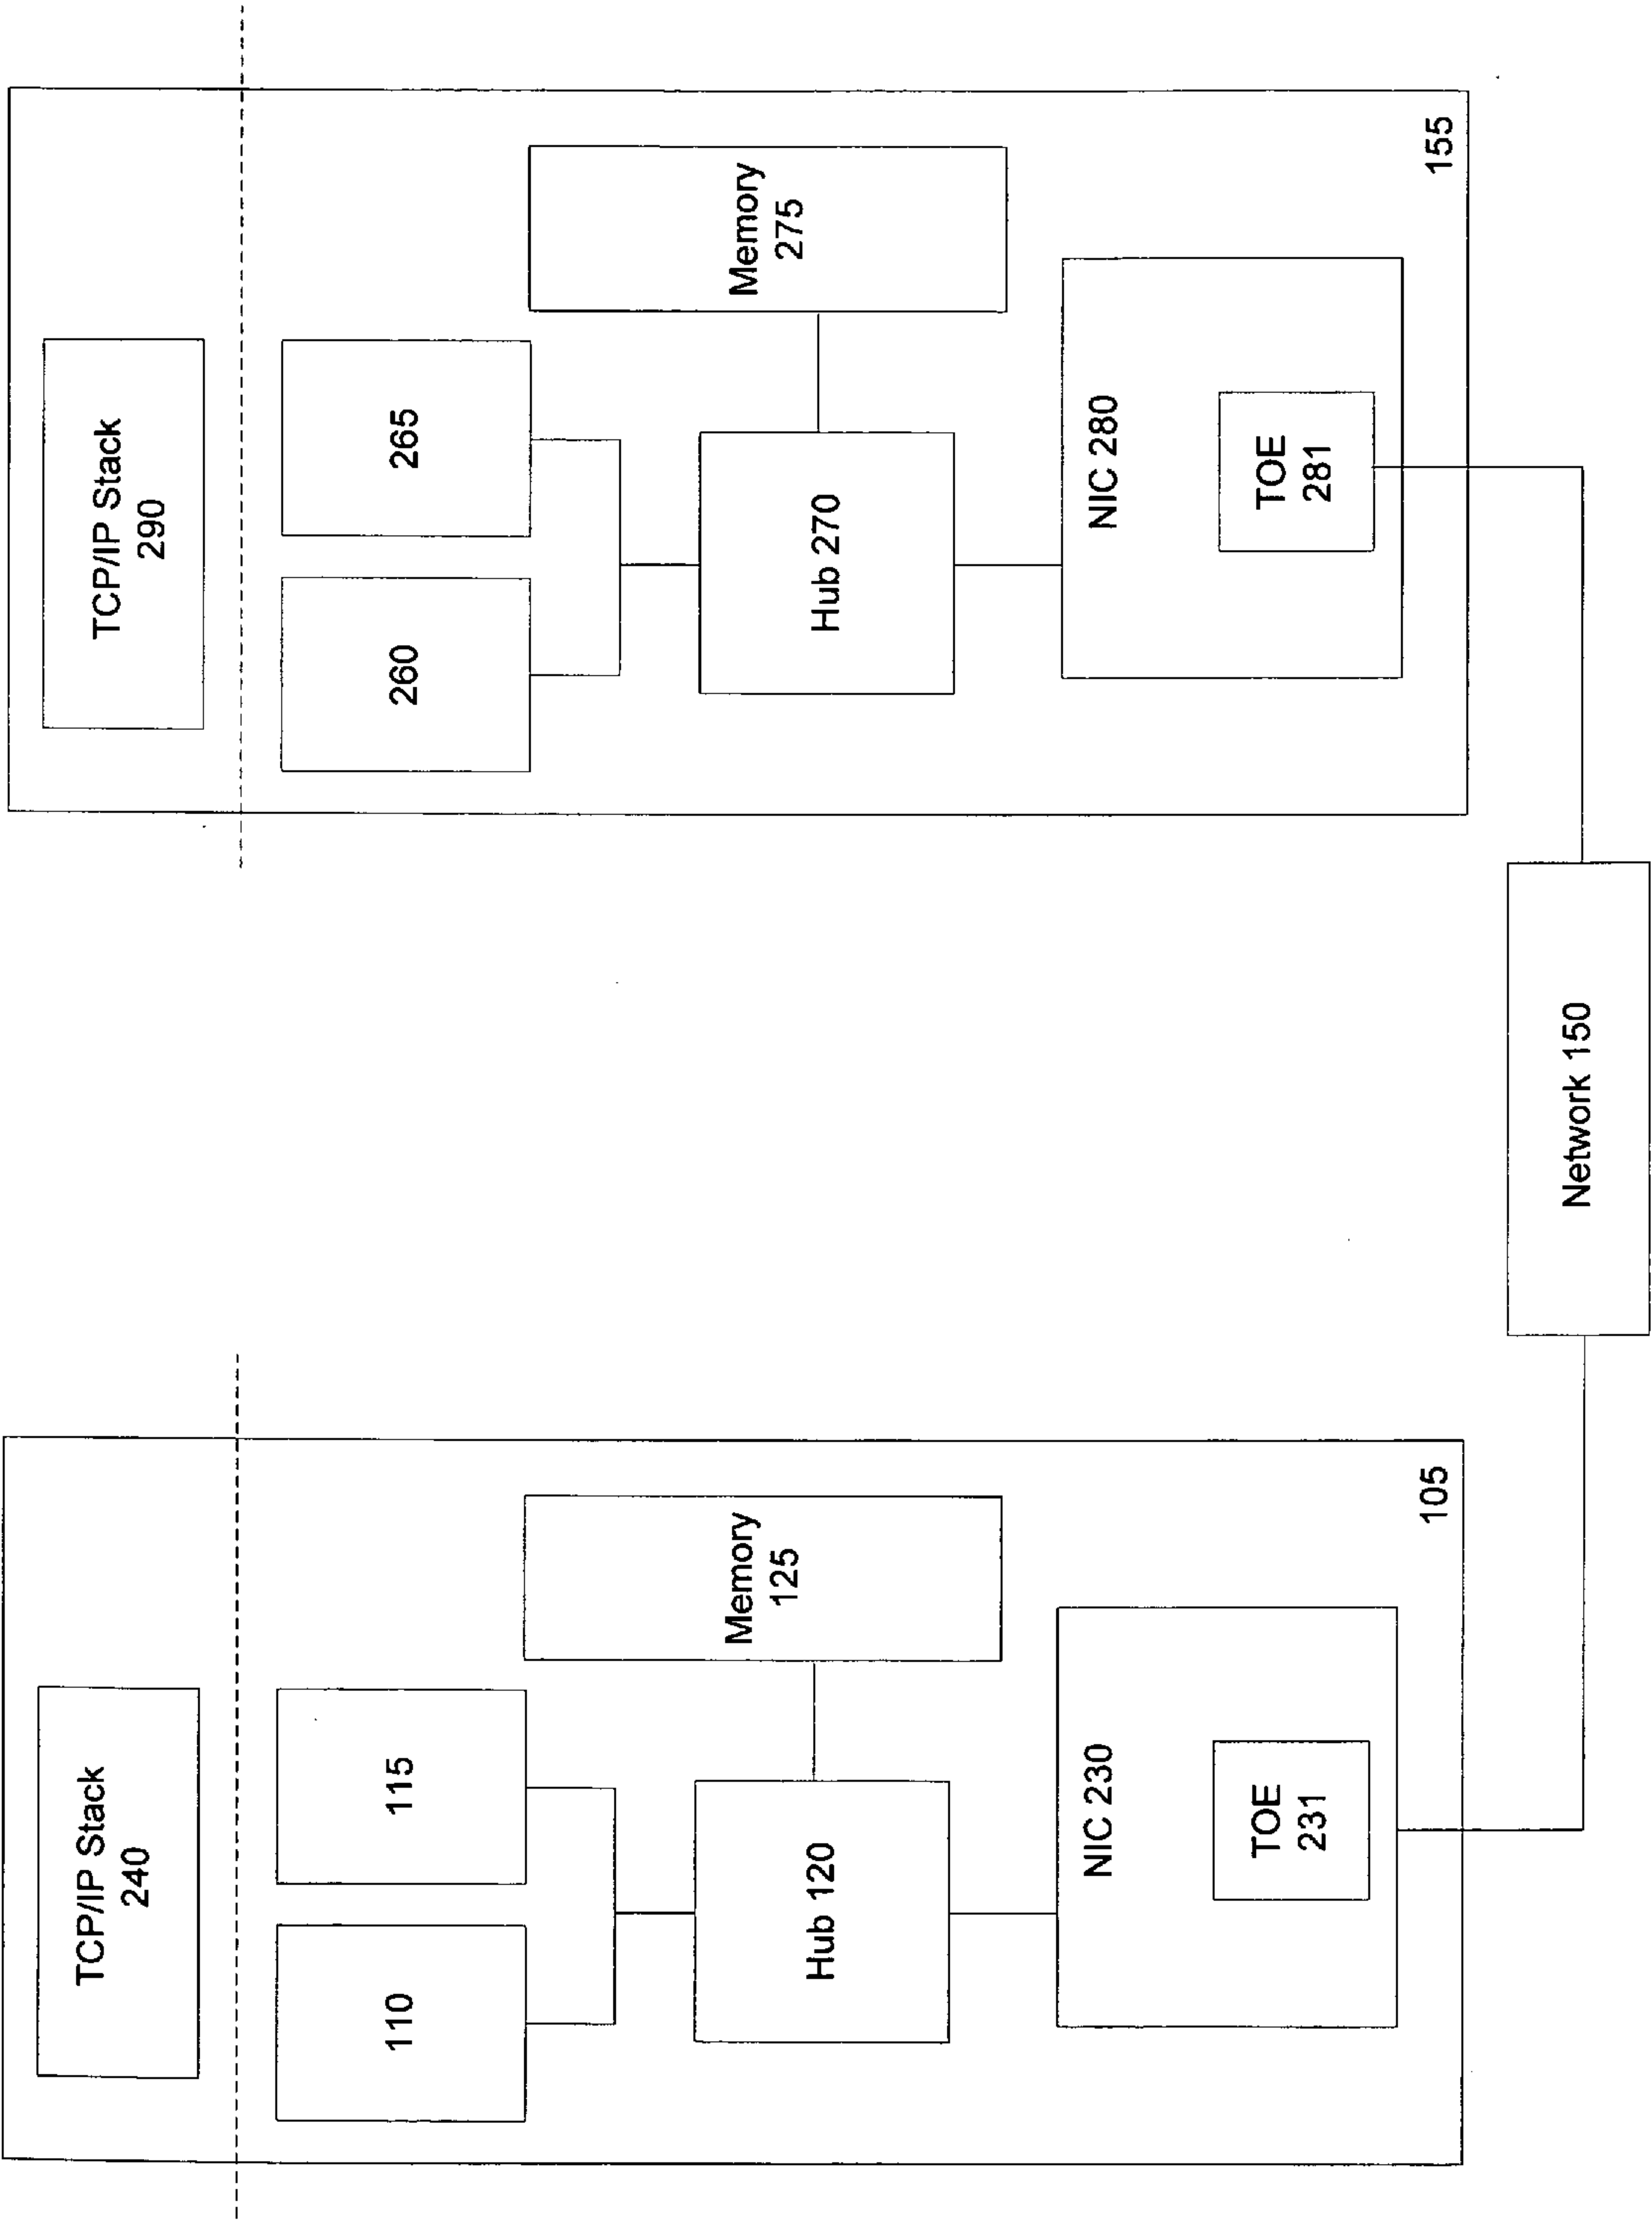 TCP/IP Stack
240
110
115
Hub 120
Memory
125
NIC 230
TOE
231
105
Network 150
TCP/IP Stack
290
260
265
Hub 270
Memory
275
NIC 280
TOE
281
155